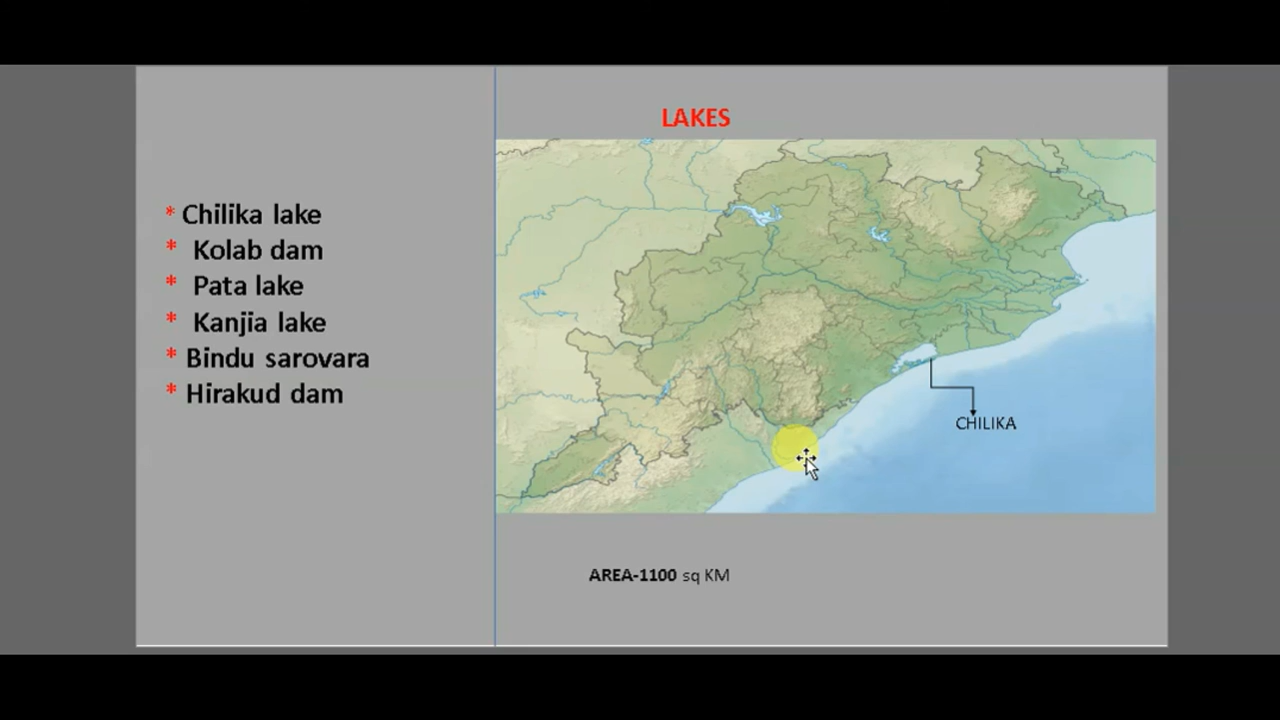 LAKES
* Chilika lake
* Kolab dam
* Pata lake
* Kanjia lake
* Bindu sarovara
* Hirakud dam
CHILIKA
AREA-1100 sq KM